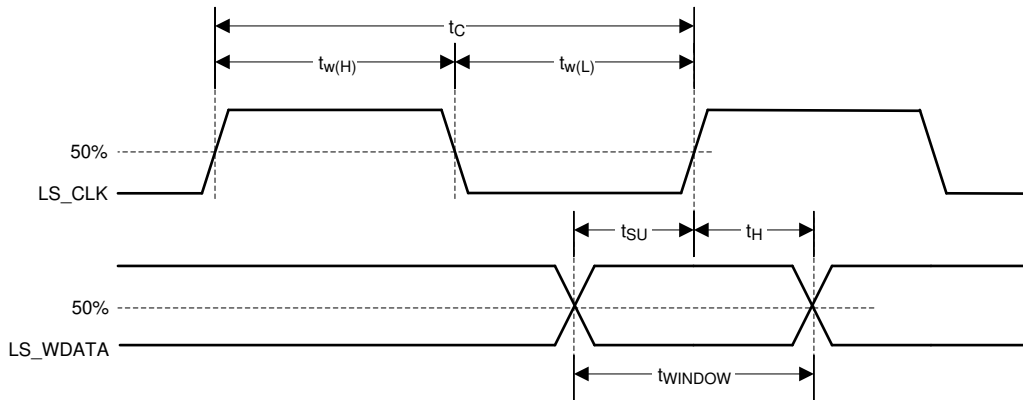 tC
tw(H)
tw(L)
50%
LS_CLK
tSU
tH
50%
LS_WDATA
tWINDOW